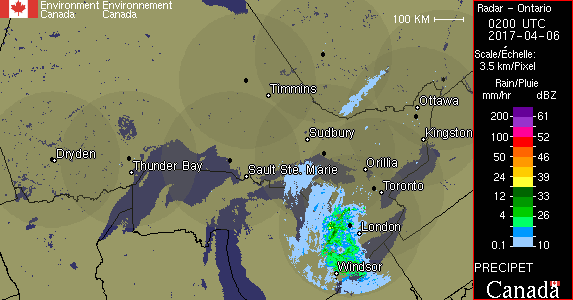 Environment Environnement
Canada Canada
100 KM
Timmins
Ottawa
Sudbury
Kingston
Dryden
Thunder Bay
Sault Ste. Marie
Orillia
Toronto
London
Windsor
Radar - Ontario
0200 UTC
2017-04-06
Scale/Échelle:
3.5 km/Pixel
Rain/Pluie
mm/hr dBZ
200 61
100 52
50 46
24 39
12 33
4 26
0.1 10
PRECIPET
Canada